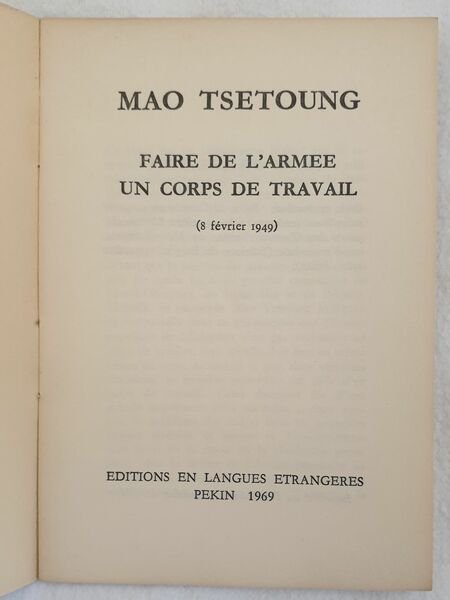 MAO TSETOUNG
FAIRE DE L'ARMEE
UN CORPS DE TRAVAIL
(8 février 1949)
EDITIONS EN LANGUES ETRANGERES
PEKIN 1969